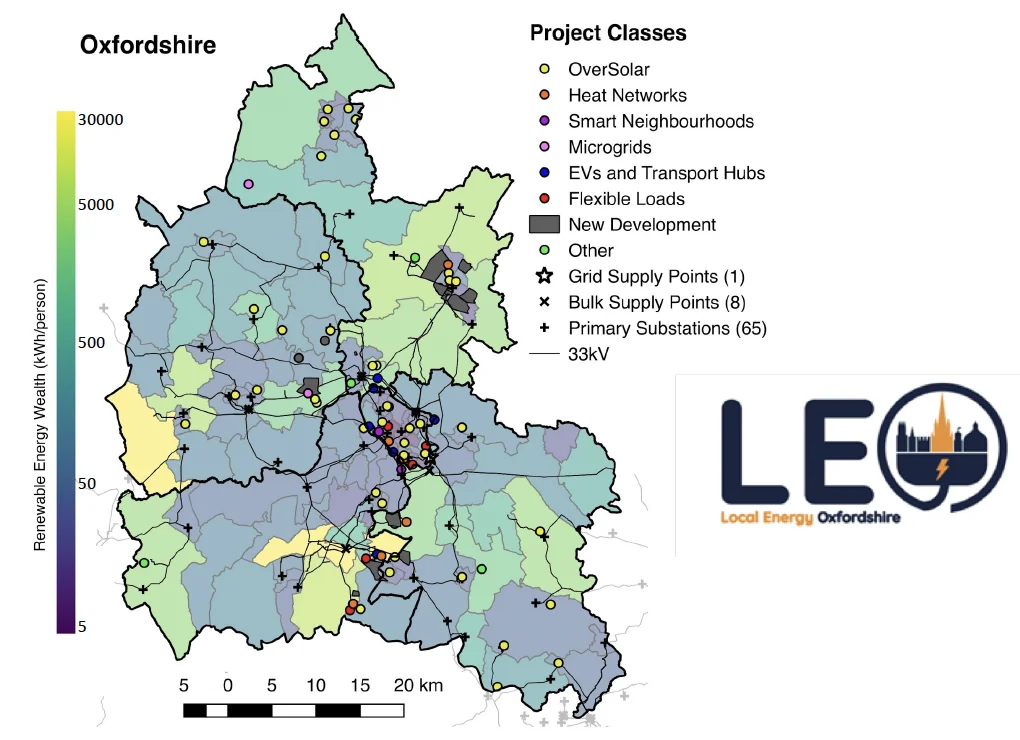 Oxfordshire
Renewable Energy Wealth (kWh/person)
30000
5000
500
50
5
5 0 5 10 15 20 km
Project Classes
OverSolar
Heat Networks
Smart Neighbourhoods
Microgrids
EVs and Transport Hubs
Flexible Loads
New Development
Other
Grid Supply Points (1)
Bulk Supply Points (8)
Primary Substations (65)
33kV
LEO
Local Energy Oxfordshire